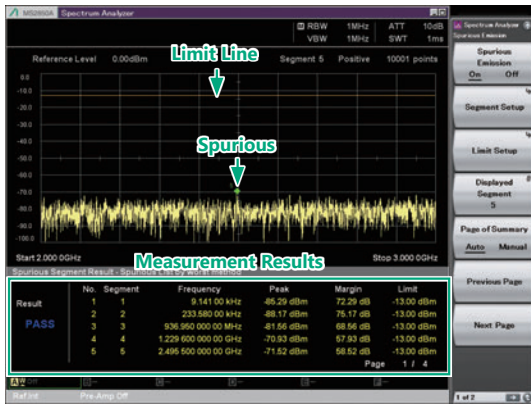 MS2850A Spectrum Analyzer
RBW 1MHz ATT 10dB
VBW 1MHz SWT 1ms
Reference Level 0.00dBm Segment 5 Positive 10001 points
Limit Line
0.0
-10.0
-20.0
-30.0
-40.0
-50.0
-60.0
-70.0
-80.0
-90.0
-100.0
Spurious
Start 2.000 0GHz Stop 3.000 0GHz
Measurement Results
Spurious Segment Result - Spurious List by Worst method
No. Segment Frequency Peak Margin Limit
Result
PASS
1 1 9.141 00 kHz -85.29 dBm 72.29 dB -13.00 dBm
2 2 233.580 00 kHz -88.17 dBm 75.17 dB -13.00 dBm
3 3 936.950 000 00 MHz -81.56 dBm 68.56 dB -13.00 dBm
4 4 1.229 600 000 00 GHz -70.93 dBm 57.93 dB -13.00 dBm
5 5 2.495 500 000 00 GHz -71.52 dBm 58.52 dB -13.00 dBm
Page 1 / 4
Off
Ref.Int Pre-Amp Off
Spectrum Analyzer
Spurious Emission
Spurious
Emission
On Off
Segment Setup
Limit Setup
Displayed
Segment
5
Page of Summary
Auto Manual
Previous Page
Next Page
1 of 2